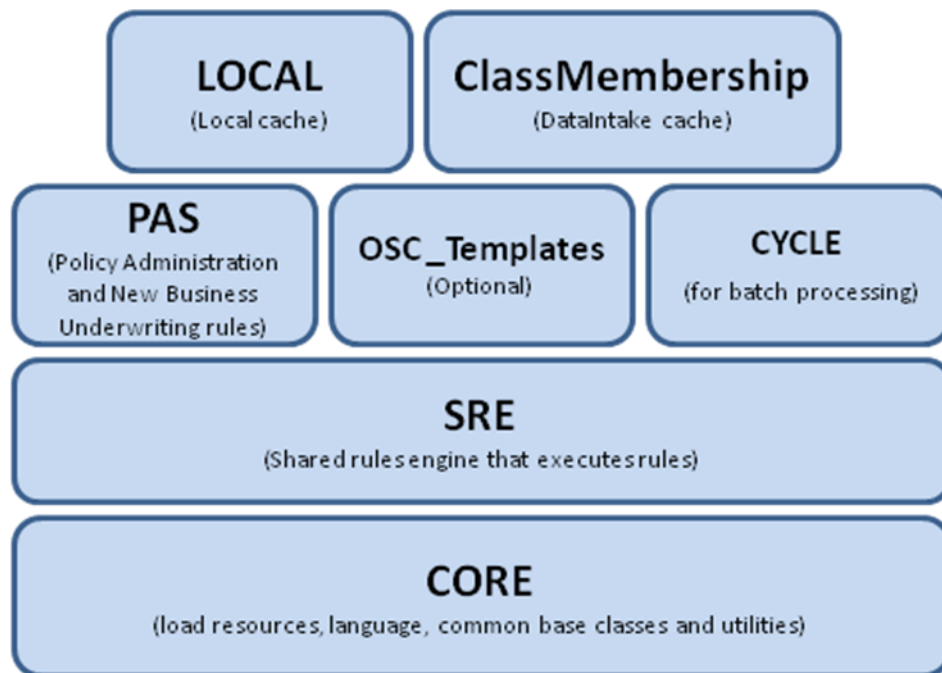 LOCAL
(Local cache)
ClassMembership
(DataIntake cache)
PAS
(Policy Administration
and New Business
Underwriting rules)
OSC_Templates
(Optional)
CYCLE
(for batch processing)
SRE
(Shared rules engine that executes rules)
CORE
(load resources, language, common base classes and utilities)